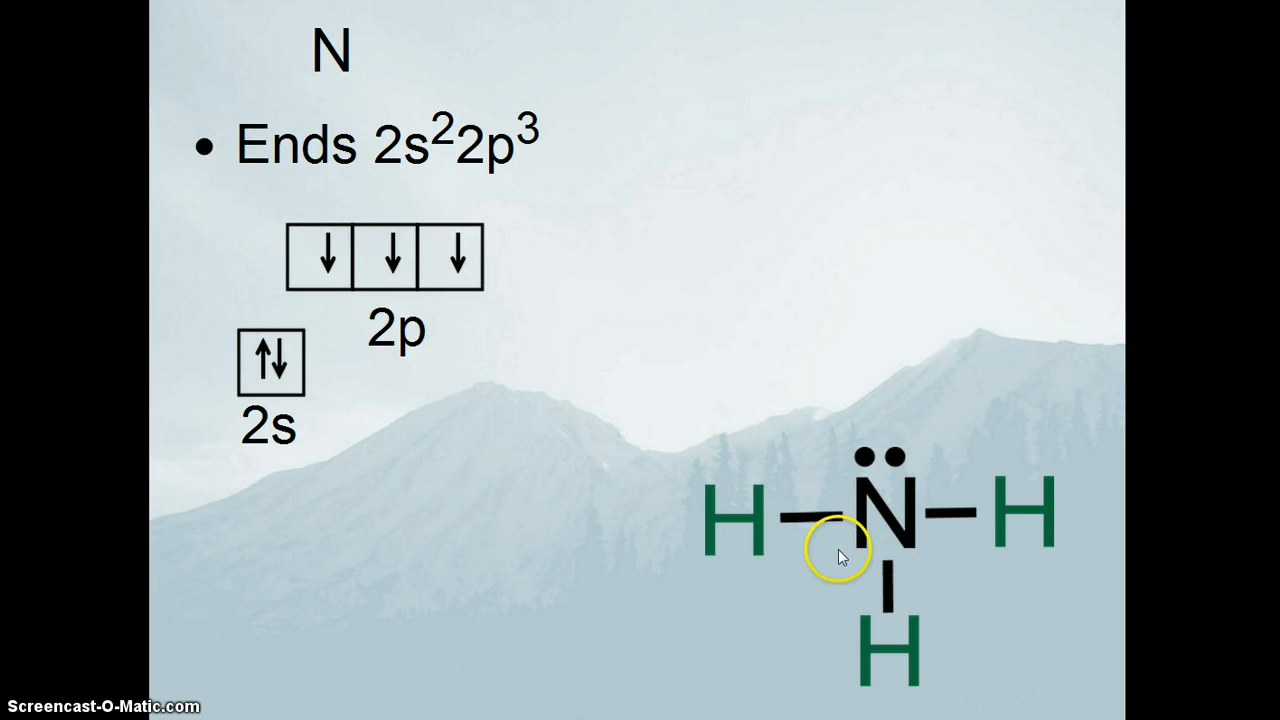 N
• Ends 2s²2p³
2p
2s
H — N — H
H
Screencast-O-Matic.com